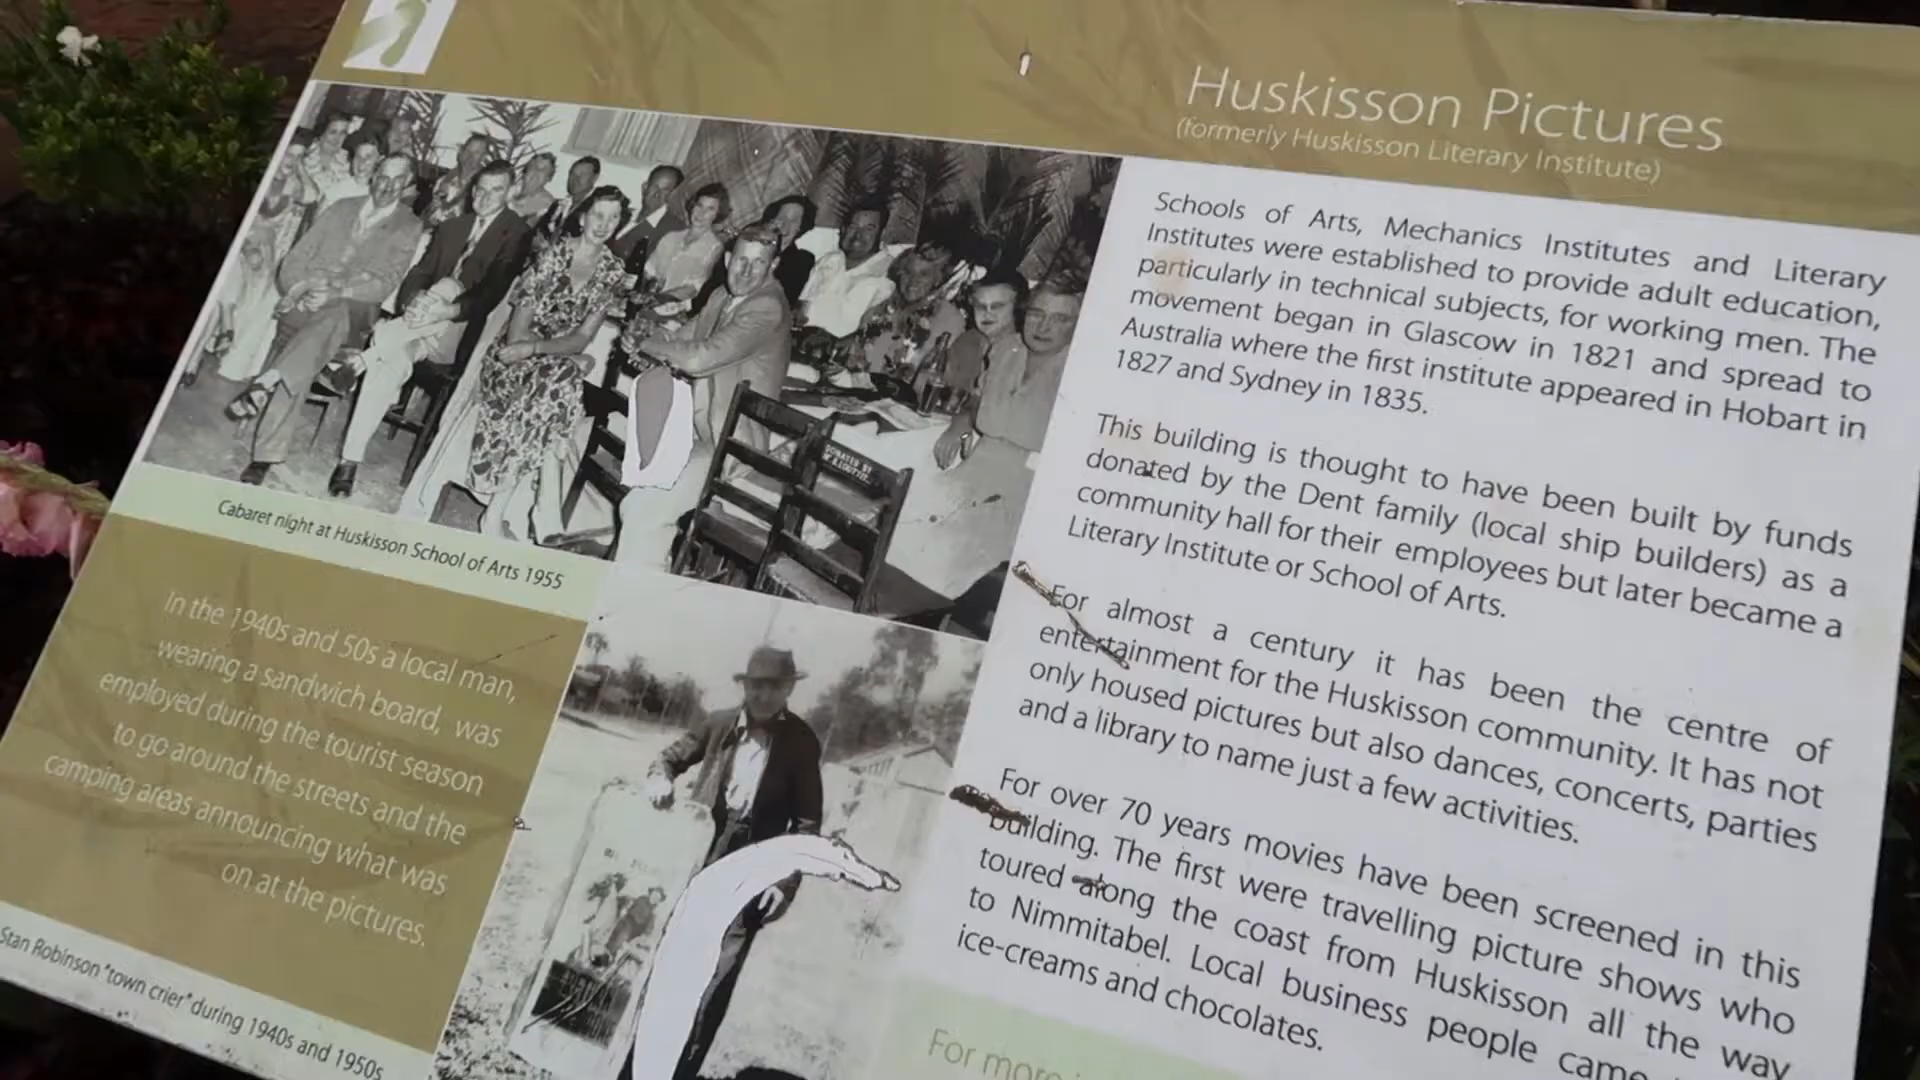 Huskisson Pictures
(formerly Huskisson Literary Institute)
Schools of Arts, Mechanics Institutes and Literary
Institutes were established to provide adult education,
particularly in technical subjects, for working men. The
movement began in Glascow in 1821 and spread to
Australia where the first institute appeared in Hobart in
1827 and Sydney in 1835.
This building is thought to have been built by funds
donated by the Dent family (local ship builders) as a
community hall for their employees but later became a
Literary Institute or School of Arts.
For almost a century it has been the centre of
entertainment for the Huskisson community. It has not
only housed pictures but also dances, concerts, parties
and a library to name just a few activities.
For over 70 years movies have been screened in this
building. The first were travelling picture shows who
toured along the coast from Huskisson all the way
to Nimmitabel. Local business people came
ice-creams and chocolates.
For more
DONATED BY
Cabaret night at Huskisson School of Arts 1955
In the 1940s and 50s a local man,
wearing a sandwich board, was
employed during the tourist season
to go around the streets and the
camping areas announcing what was
on at the pictures.
Stan Robinson "town crier" during 1940s and 1950s